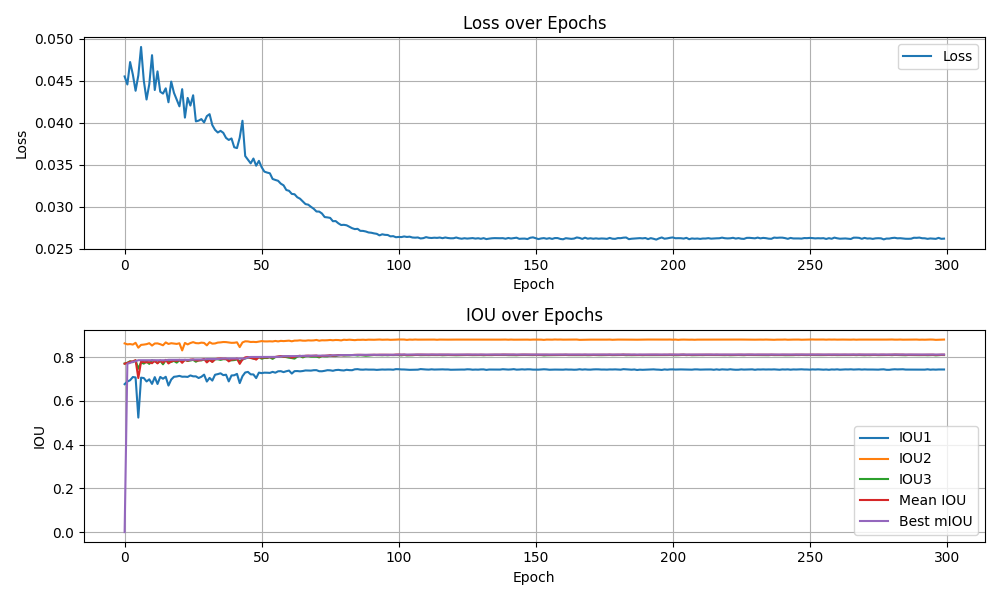 Loss over Epochs
0.050
0.045
0.040
0.035
0.030
0.025
Loss
Loss
0 50 100 150 200 250 300
Epoch
IOU over Epochs
0.8
0.6
0.4
0.2
0.0
IOU
IOU1
IOU2
IOU3
Mean IOU
Best mIOU
0 50 100 150 200 250 300
Epoch